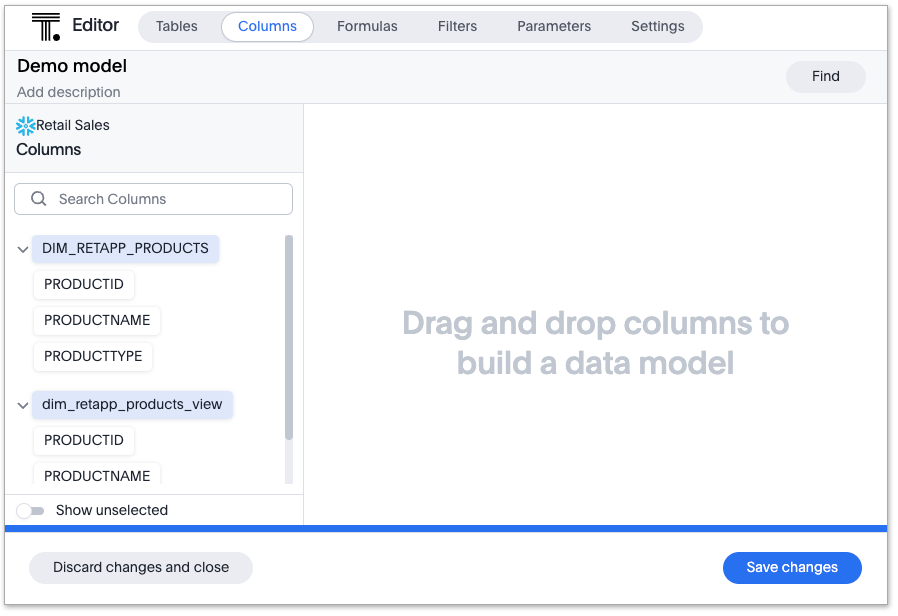 Editor
Tables
Columns
Formulas
Filters
Parameters
Settings
Demo model
Add description
Find
Retail Sales
Columns
Search Columns
DIM_RETAPP_PRODUCTS
PRODUCTID
PRODUCTNAME
PRODUCTTYPE
dim_retapp_products_view
PRODUCTID
PRODUCTNAME
Show unselected
Drag and drop columns to
build a data model
Discard changes and close
Save changes